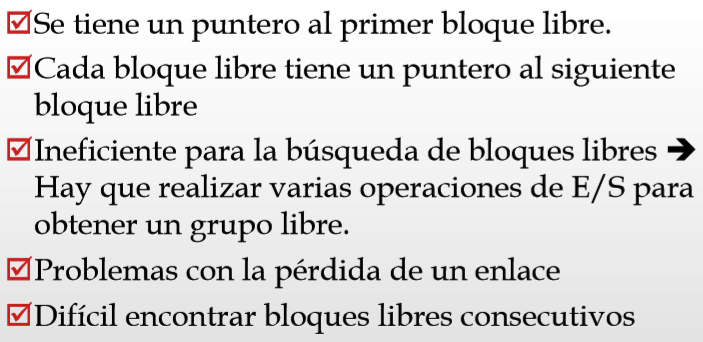 Se tiene un puntero al primer bloque libre.
Cada bloque libre tiene un puntero al siguiente
bloque libre
Ineficiente para la búsqueda de bloques libres ➔
Hay que realizar varias operaciones de E/S para
obtener un grupo libre.
Problemas con la pérdida de un enlace
Difícil encontrar bloques libres consecutivos